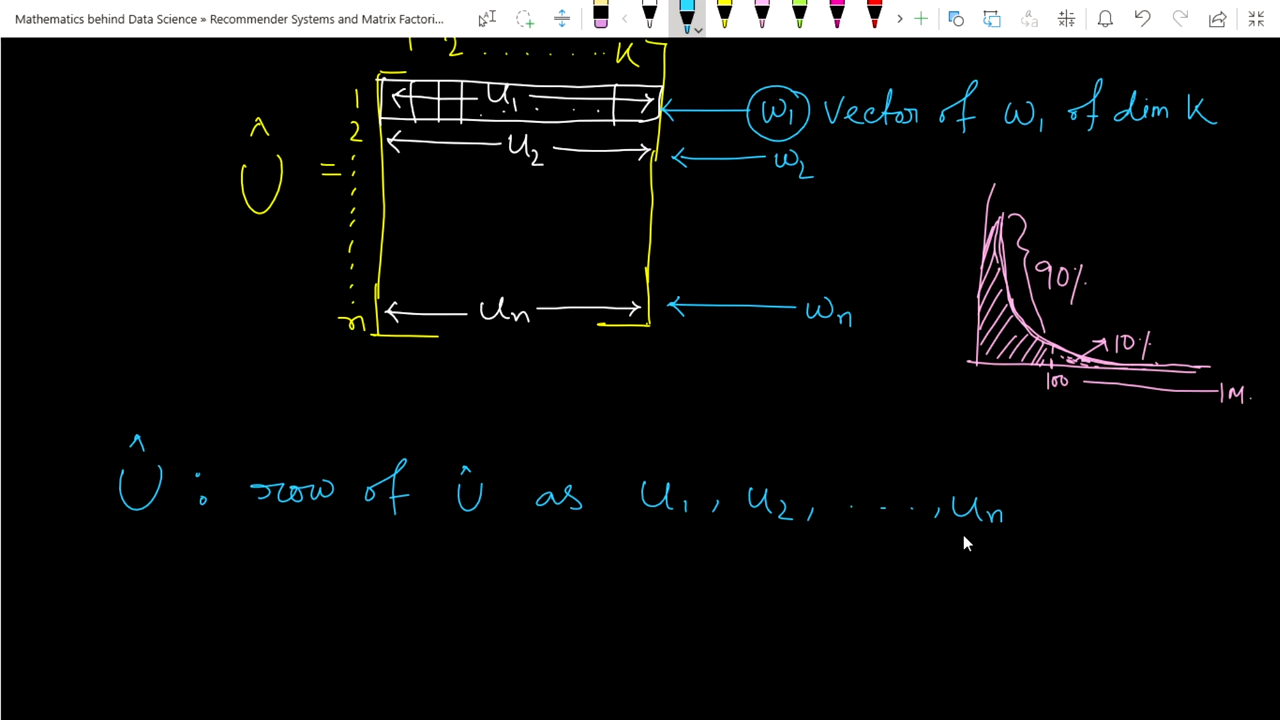 Mathematics behind Data Science » Recommender Systems and Matrix Factori...
1 2 . . . . . . . k
1 u₁ . . . . w₁ vector of w₁ of dim k
2 u₂ w₂
Û =
n uₙ wₙ
90%
10%
100 1M.
Û : row of Û as u₁, u₂, . . . . , uₙ